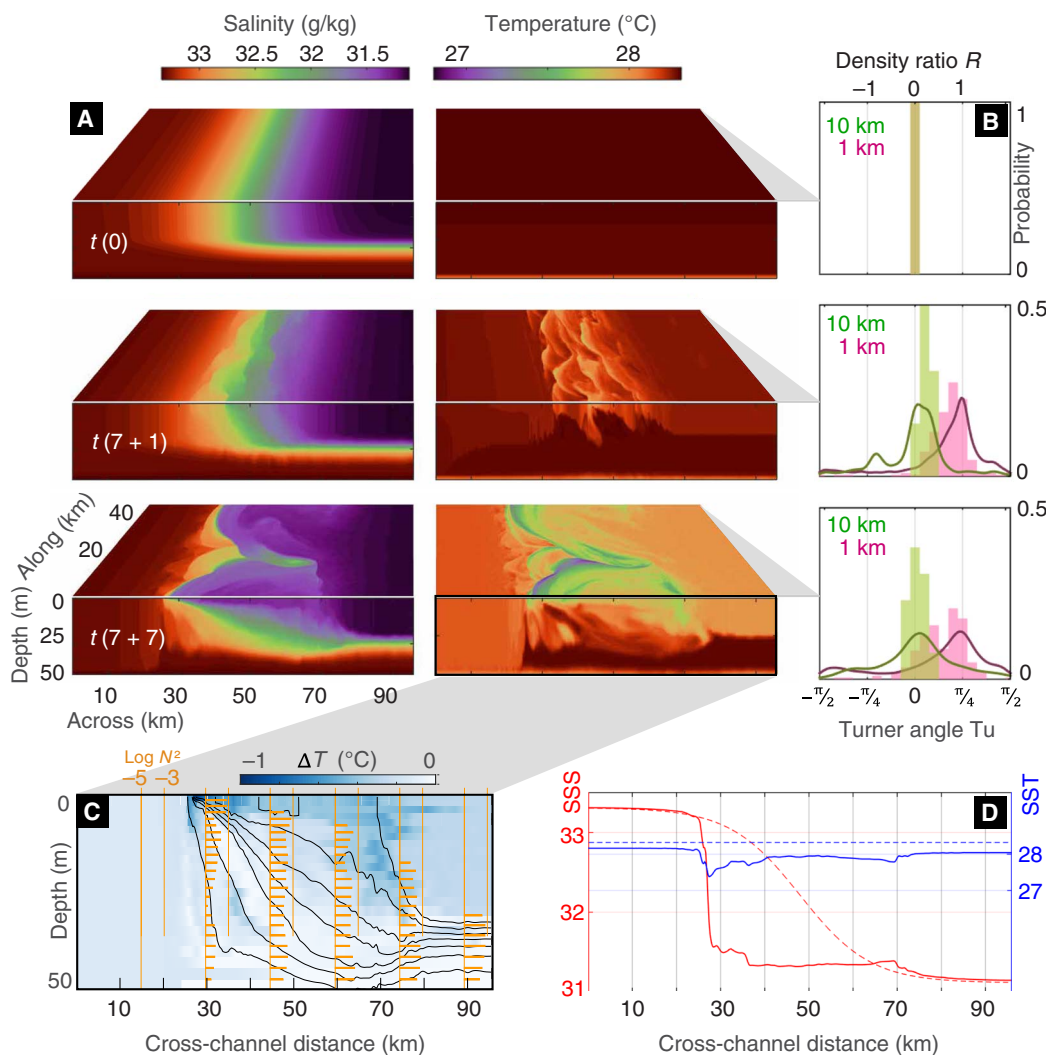 Salinity (g/kg)
33 32.5 32 31.5
Temperature (°C)
27 28
A
t (0)
t (7 + 1)
t (7 + 7)
Along (km)
40
20
Depth (m)
0
25
50
10 30 50 70 90
Across (km)
Density ratio R
−1 0 1
B
10 km
1 km
1
0
Probability
10 km
1 km
0.5
0
10 km
1 km
0.5
0
−π/2 −π/4 0 π/4 π/2
Turner angle Tu
Log N²
−5 −3
−1 ΔT (°C) 0
C
0
50
Depth (m)
10 30 50 70 90
Cross-channel distance (km)
D
SSS
33
32
31
SST
28
27
10 20 30 40 50 60 70 80 90
Cross-channel distance (km)